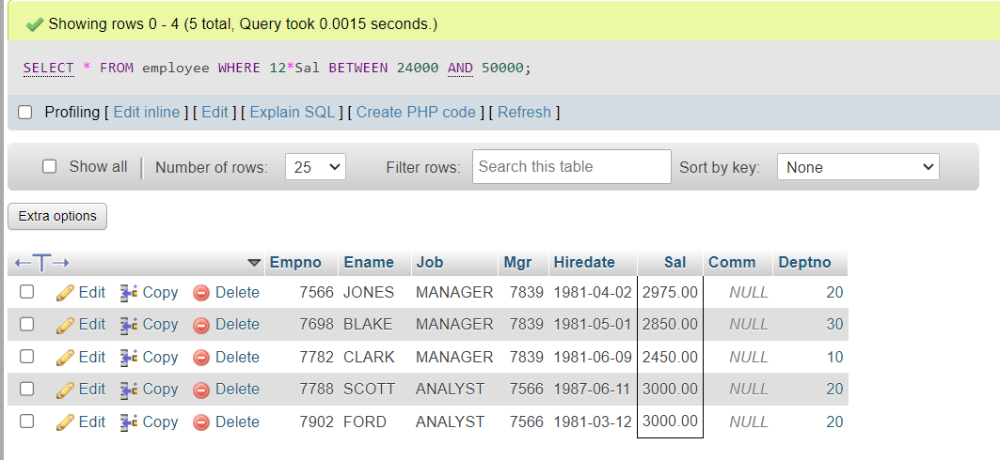 Showing rows 0 - 4 (5 total, Query took 0.0015 seconds.)
SELECT * FROM employee WHERE 12*Sal BETWEEN 24000 AND 50000;
Profiling [ Edit inline ] [ Edit ] [ Explain SQL ] [ Create PHP code ] [ Refresh ]
Show all | Number of rows: 25 Filter rows: Search this table Sort by key: None
Extra options
←T→ Empno Ename Job Mgr Hiredate Sal Comm Deptno
Edit Copy Delete 7566 JONES MANAGER 7839 1981-04-02 2975.00 NULL 20
Edit Copy Delete 7698 BLAKE MANAGER 7839 1981-05-01 2850.00 NULL 30
Edit Copy Delete 7782 CLARK MANAGER 7839 1981-06-09 2450.00 NULL 10
Edit Copy Delete 7788 SCOTT ANALYST 7566 1987-06-11 3000.00 NULL 20
Edit Copy Delete 7902 FORD ANALYST 7566 1981-03-12 3000.00 NULL 20